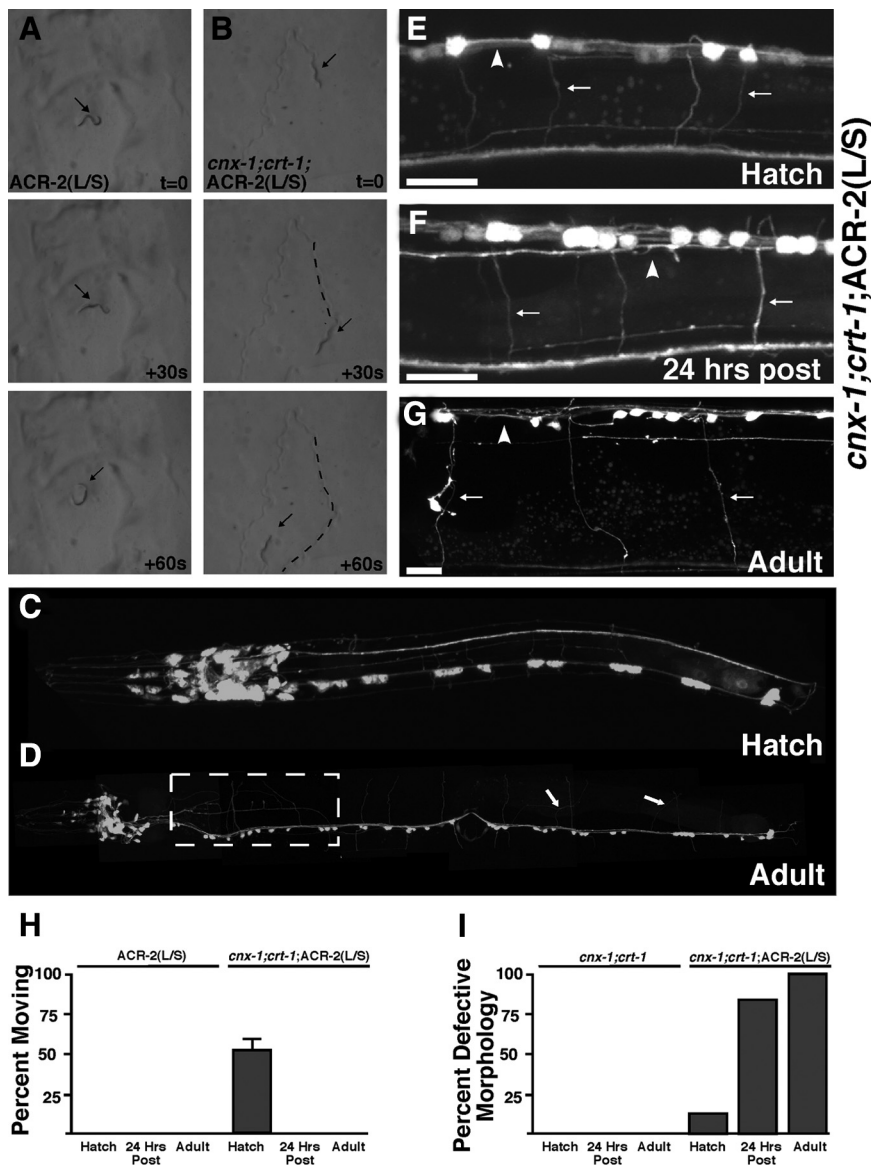 A
ACR-2(L/S)
t=0
+30s
+60s
B
cnx-1;crt-1;
ACR-2(L/S)
t=0
+30s
+60s
E
Hatch
F
24 hrs post
G
Adult
cnx-1;crt-1;ACR-2(L/S)
C
Hatch
D
Adult
H
ACR-2(L/S)
cnx-1;crt-1;ACR-2(L/S)
Percent Moving
100
75
50
25
Hatch
24 Hrs
Post
Adult
Hatch
24 Hrs
Post
Adult
I
cnx-1;crt-1
cnx-1;crt-1;ACR-2(L/S)
Percent Defective
Morphology
100
75
50
25
Hatch
24 Hrs
Post
Adult
Hatch
24 Hrs
Post
Adult